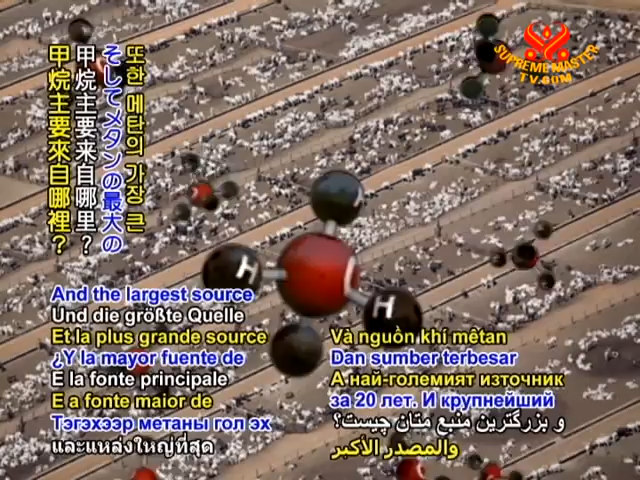 SUPREME MASTER
TV.COM
또한 메탄의 가장 큰
そしてメタンの最大の
甲烷主要来自哪里？
甲烷主要來自哪裡？
And the largest source
Und die größte Quelle
Et la plus grande source
¿Y la mayor fuente de
E la fonte principale
E a fonte maior de
Тэгэхээр метаны гол эх
และแหล่งใหญ่ที่สุด
Và nguồn khí mêtan
Dan sumber terbesar
А най-големият източник
за 20 лет. И крупнейший
و بزرگترین منبع متان چیست؟
والمصدر الأكبر
H
H